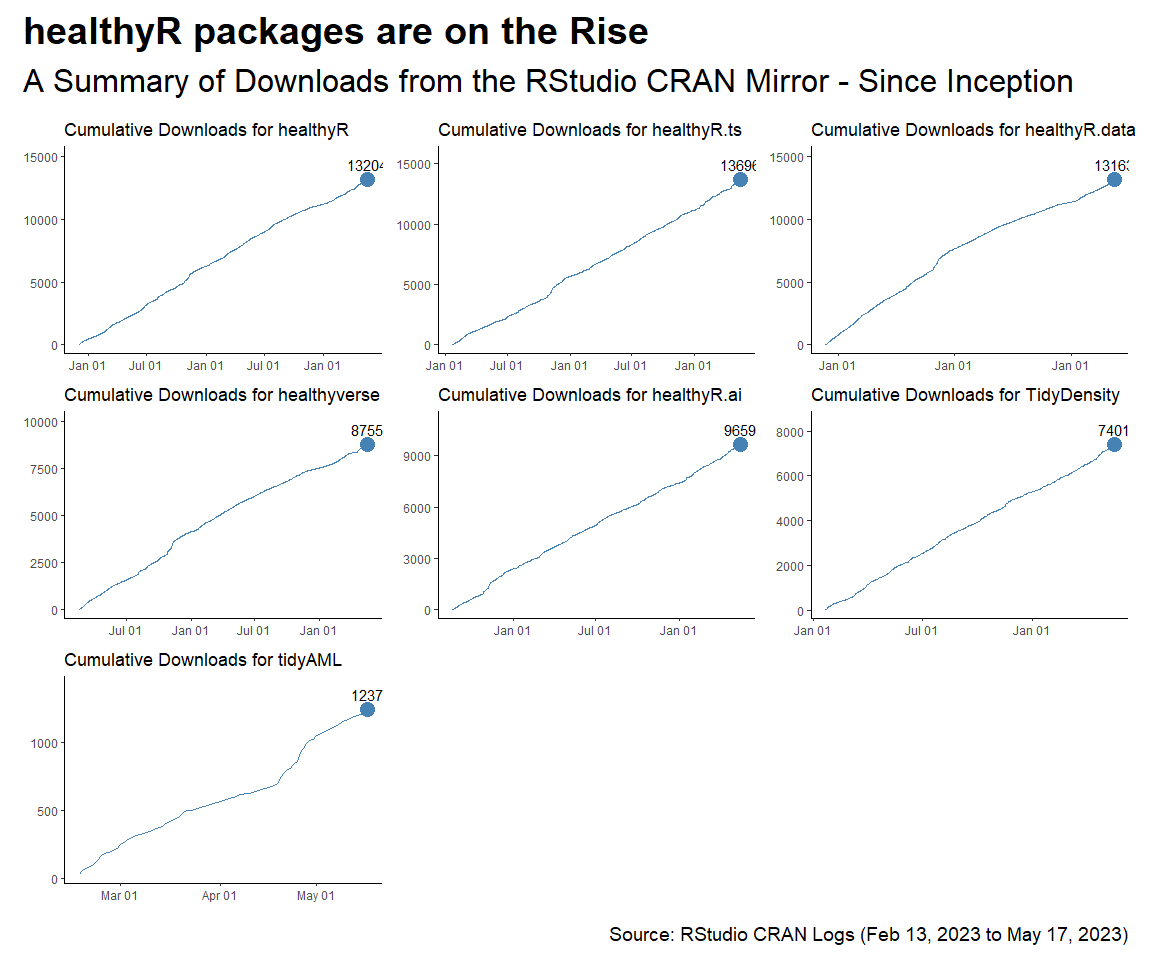 healthyR packages are on the Rise
A Summary of Downloads from the RStudio CRAN Mirror - Since Inception
Cumulative Downloads for healthyR
15000
10000
5000
0
13204
Jan 01 Jul 01 Jan 01 Jul 01 Jan 01
Cumulative Downloads for healthyR.ts
15000
10000
5000
0
13696
Jan 01 Jul 01 Jan 01 Jul 01 Jan 01
Cumulative Downloads for healthyR.data
15000
10000
5000
0
13163
Jan 01 Jan 01 Jan 01
Cumulative Downloads for healthyverse
10000
7500
5000
2500
0
8755
Jul 01 Jan 01 Jul 01 Jan 01
Cumulative Downloads for healthyR.ai
9000
6000
3000
0
9659
Jan 01 Jul 01 Jan 01
Cumulative Downloads for TidyDensity
8000
6000
4000
2000
0
7401
Jan 01 Jul 01 Jan 01
Cumulative Downloads for tidyAML
1000
500
0
1237
Mar 01 Apr 01 May 01
Source: RStudio CRAN Logs (Feb 13, 2023 to May 17, 2023)